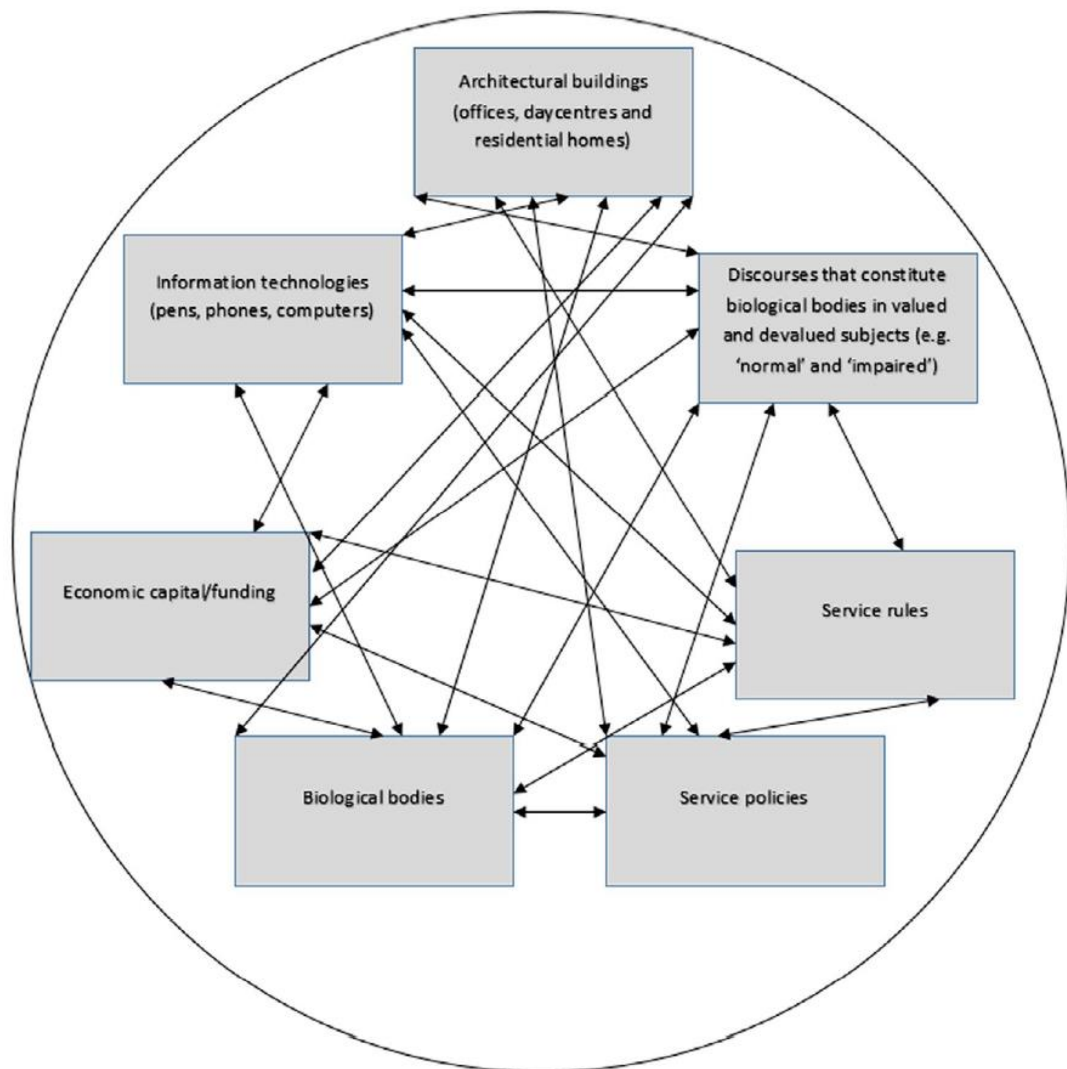 Architectural buildings
(offices, daycentres and
residential homes)
Information technologies
(pens, phones, computers)
Discourses that constitute
biological bodies in valued
and devalued subjects (e.g.
‘normal’ and ‘impaired’)
Economic capital/funding
Service rules
Biological bodies
Service policies